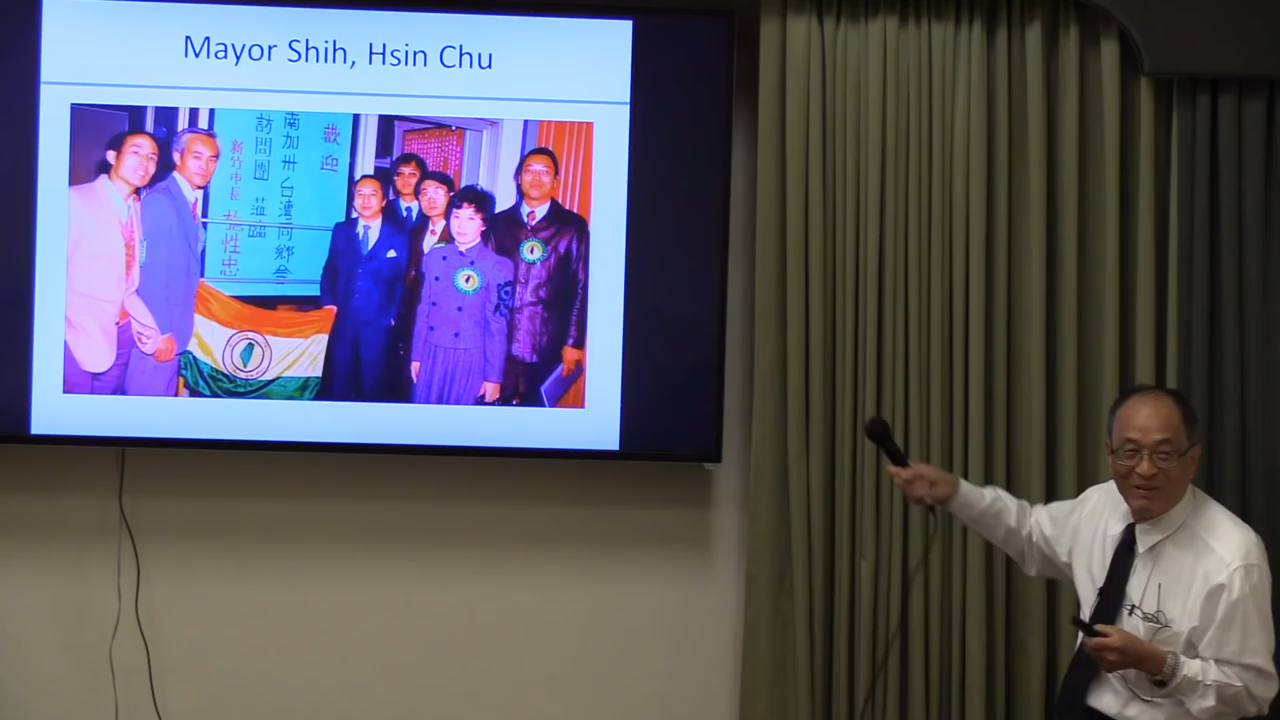 Mayor Shih, Hsin Chu
歡迎
南加卅台灣同鄉会
訪問團 蒞臨
新竹市長 施性忠